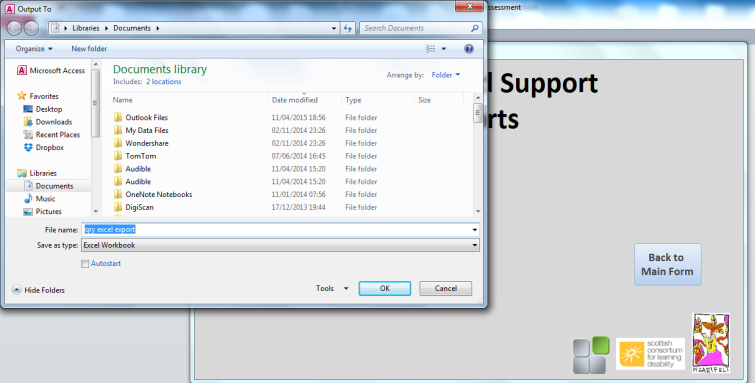 Output To
Libraries Documents
Search Documents
ssessment
Organize New folder
Microsoft Access
Favorites
Desktop
Downloads
Recent Places
Dropbox
Libraries
Documents
Music
Pictures
Documents library
Includes: 2 locations
Arrange by: Folder
Name Date modified Type Size
Outlook Files 11/04/2015 18:56 File folder
My Data Files 02/11/2014 23:26 File folder
Wondershare 02/11/2014 23:26 File folder
TomTom 07/06/2014 16:45 File folder
Audible 11/04/2014 15:20 File folder
Audible 11/04/2014 15:20 File folder
OneNote Notebooks 11/01/2014 07:56 File folder
DigiScan 17/12/2013 19:44 File folder
File name: qry excel export
Save as type: Excel Workbook
Autostart
Hide Folders
Tools OK Cancel
l Support
rts
Back to
Main Form
scottish
consortium
for learning
disability
HEARTFELT